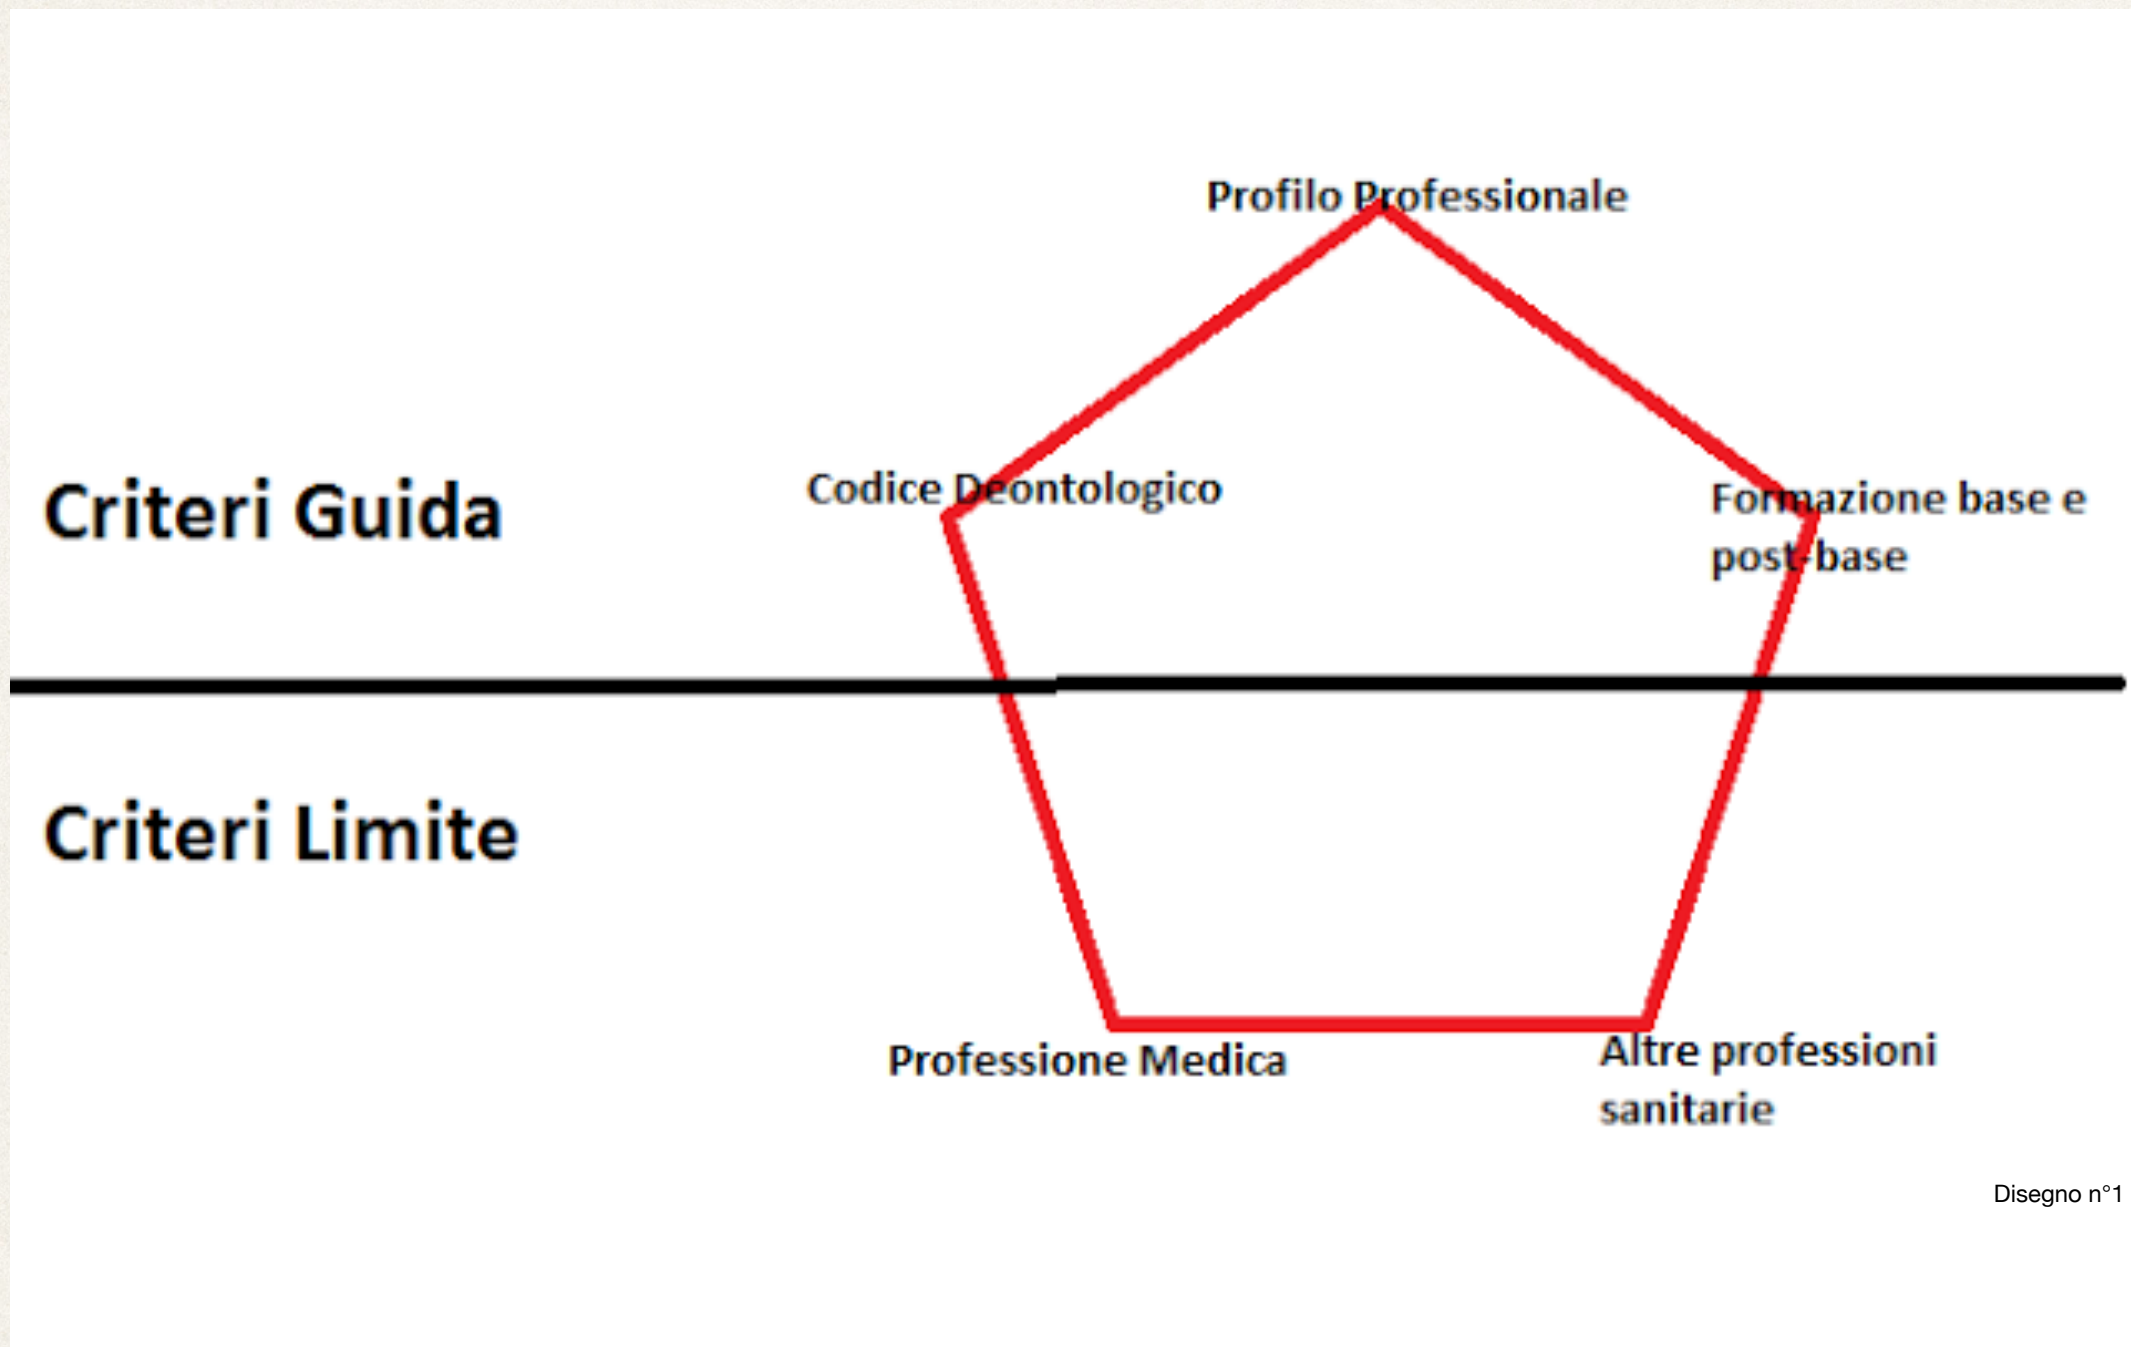 Profilo Professionale
Criteri Guida
Codice Deontologico
Formazione base e
post-base
Criteri Limite
Professione Medica
Altre professioni
sanitarie
Disegno n°1